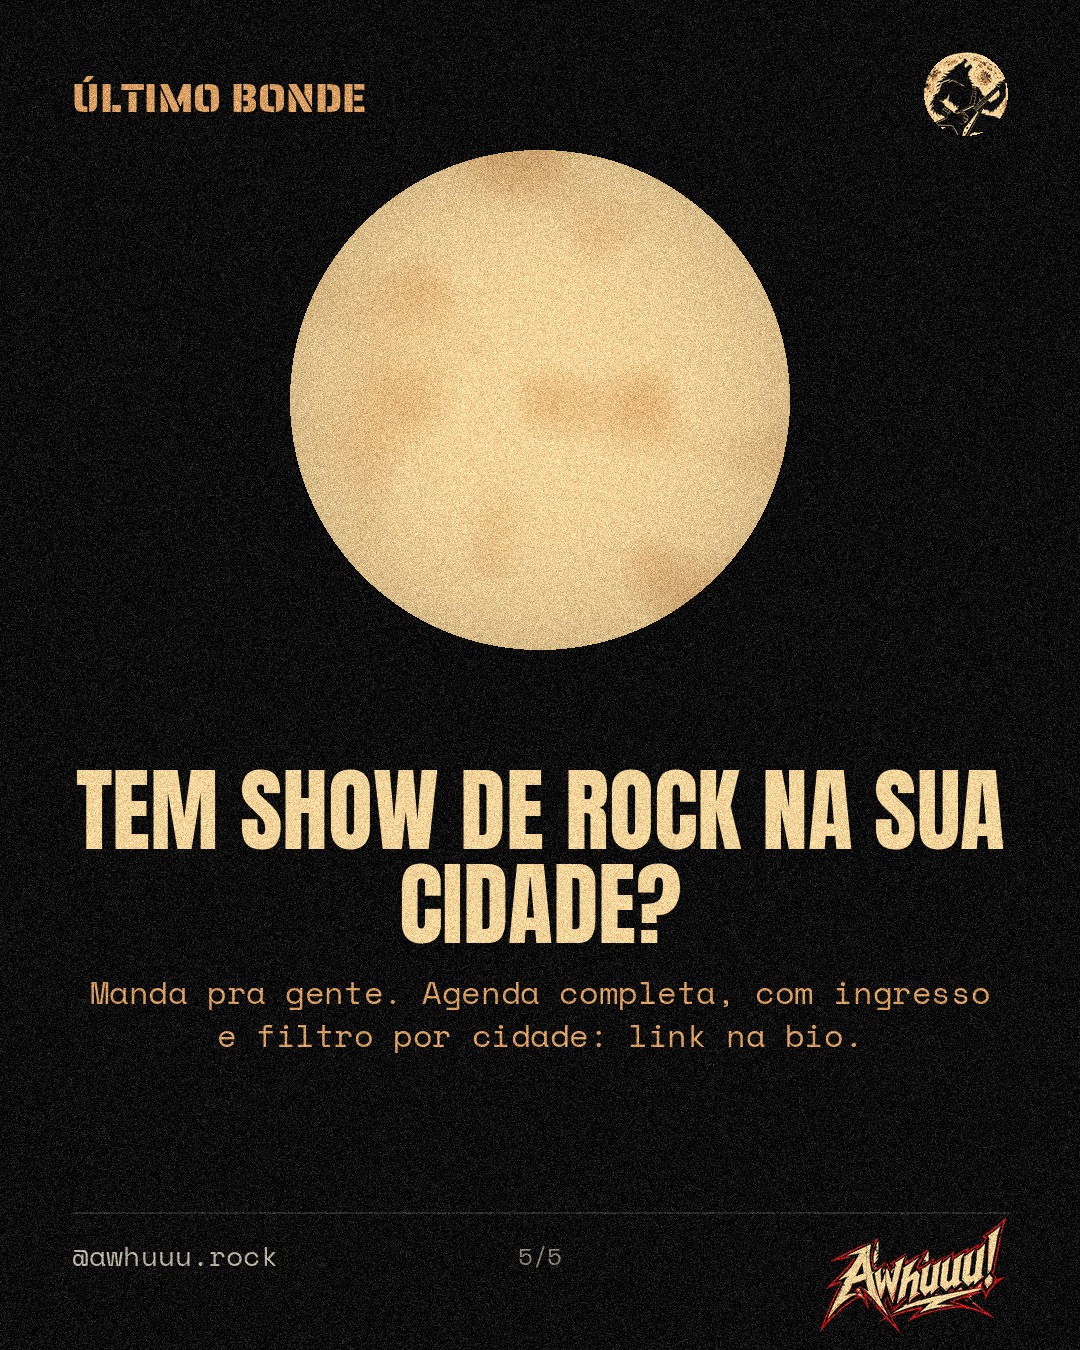 ÚLTIMO BONDE
TEM SHOW DE ROCK NA SUA
CIDADE?
Manda pra gente. Agenda completa, com ingresso
e filtro por cidade: link na bio.
@awhuuu.rock
5/5
Awhuuu!